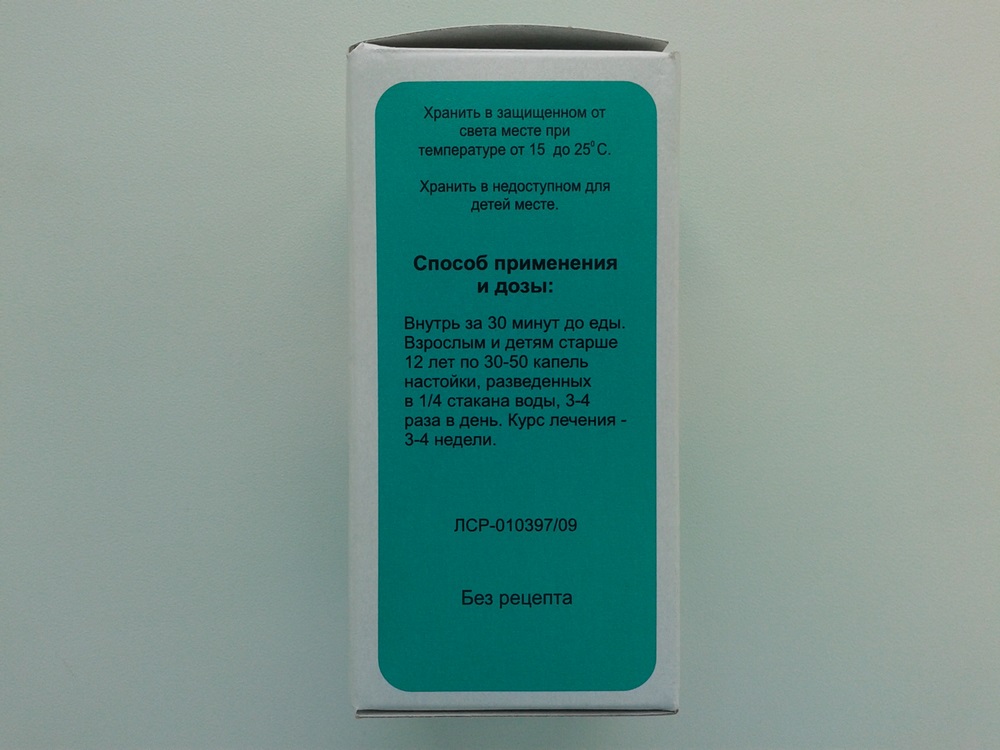 Хранить в защищенном от
света месте при
температуре от 15 до 25⁰С.
Хранить в недоступном для
детей месте.
Способ применения
и дозы:
Внутрь за 30 минут до еды.
Взрослым и детям старше
12 лет по 30-50 капель
настойки, разведенных
в 1/4 стакана воды, 3-4
раза в день. Курс лечения -
3-4 недели.
ЛСР-010397/09
Без рецепта